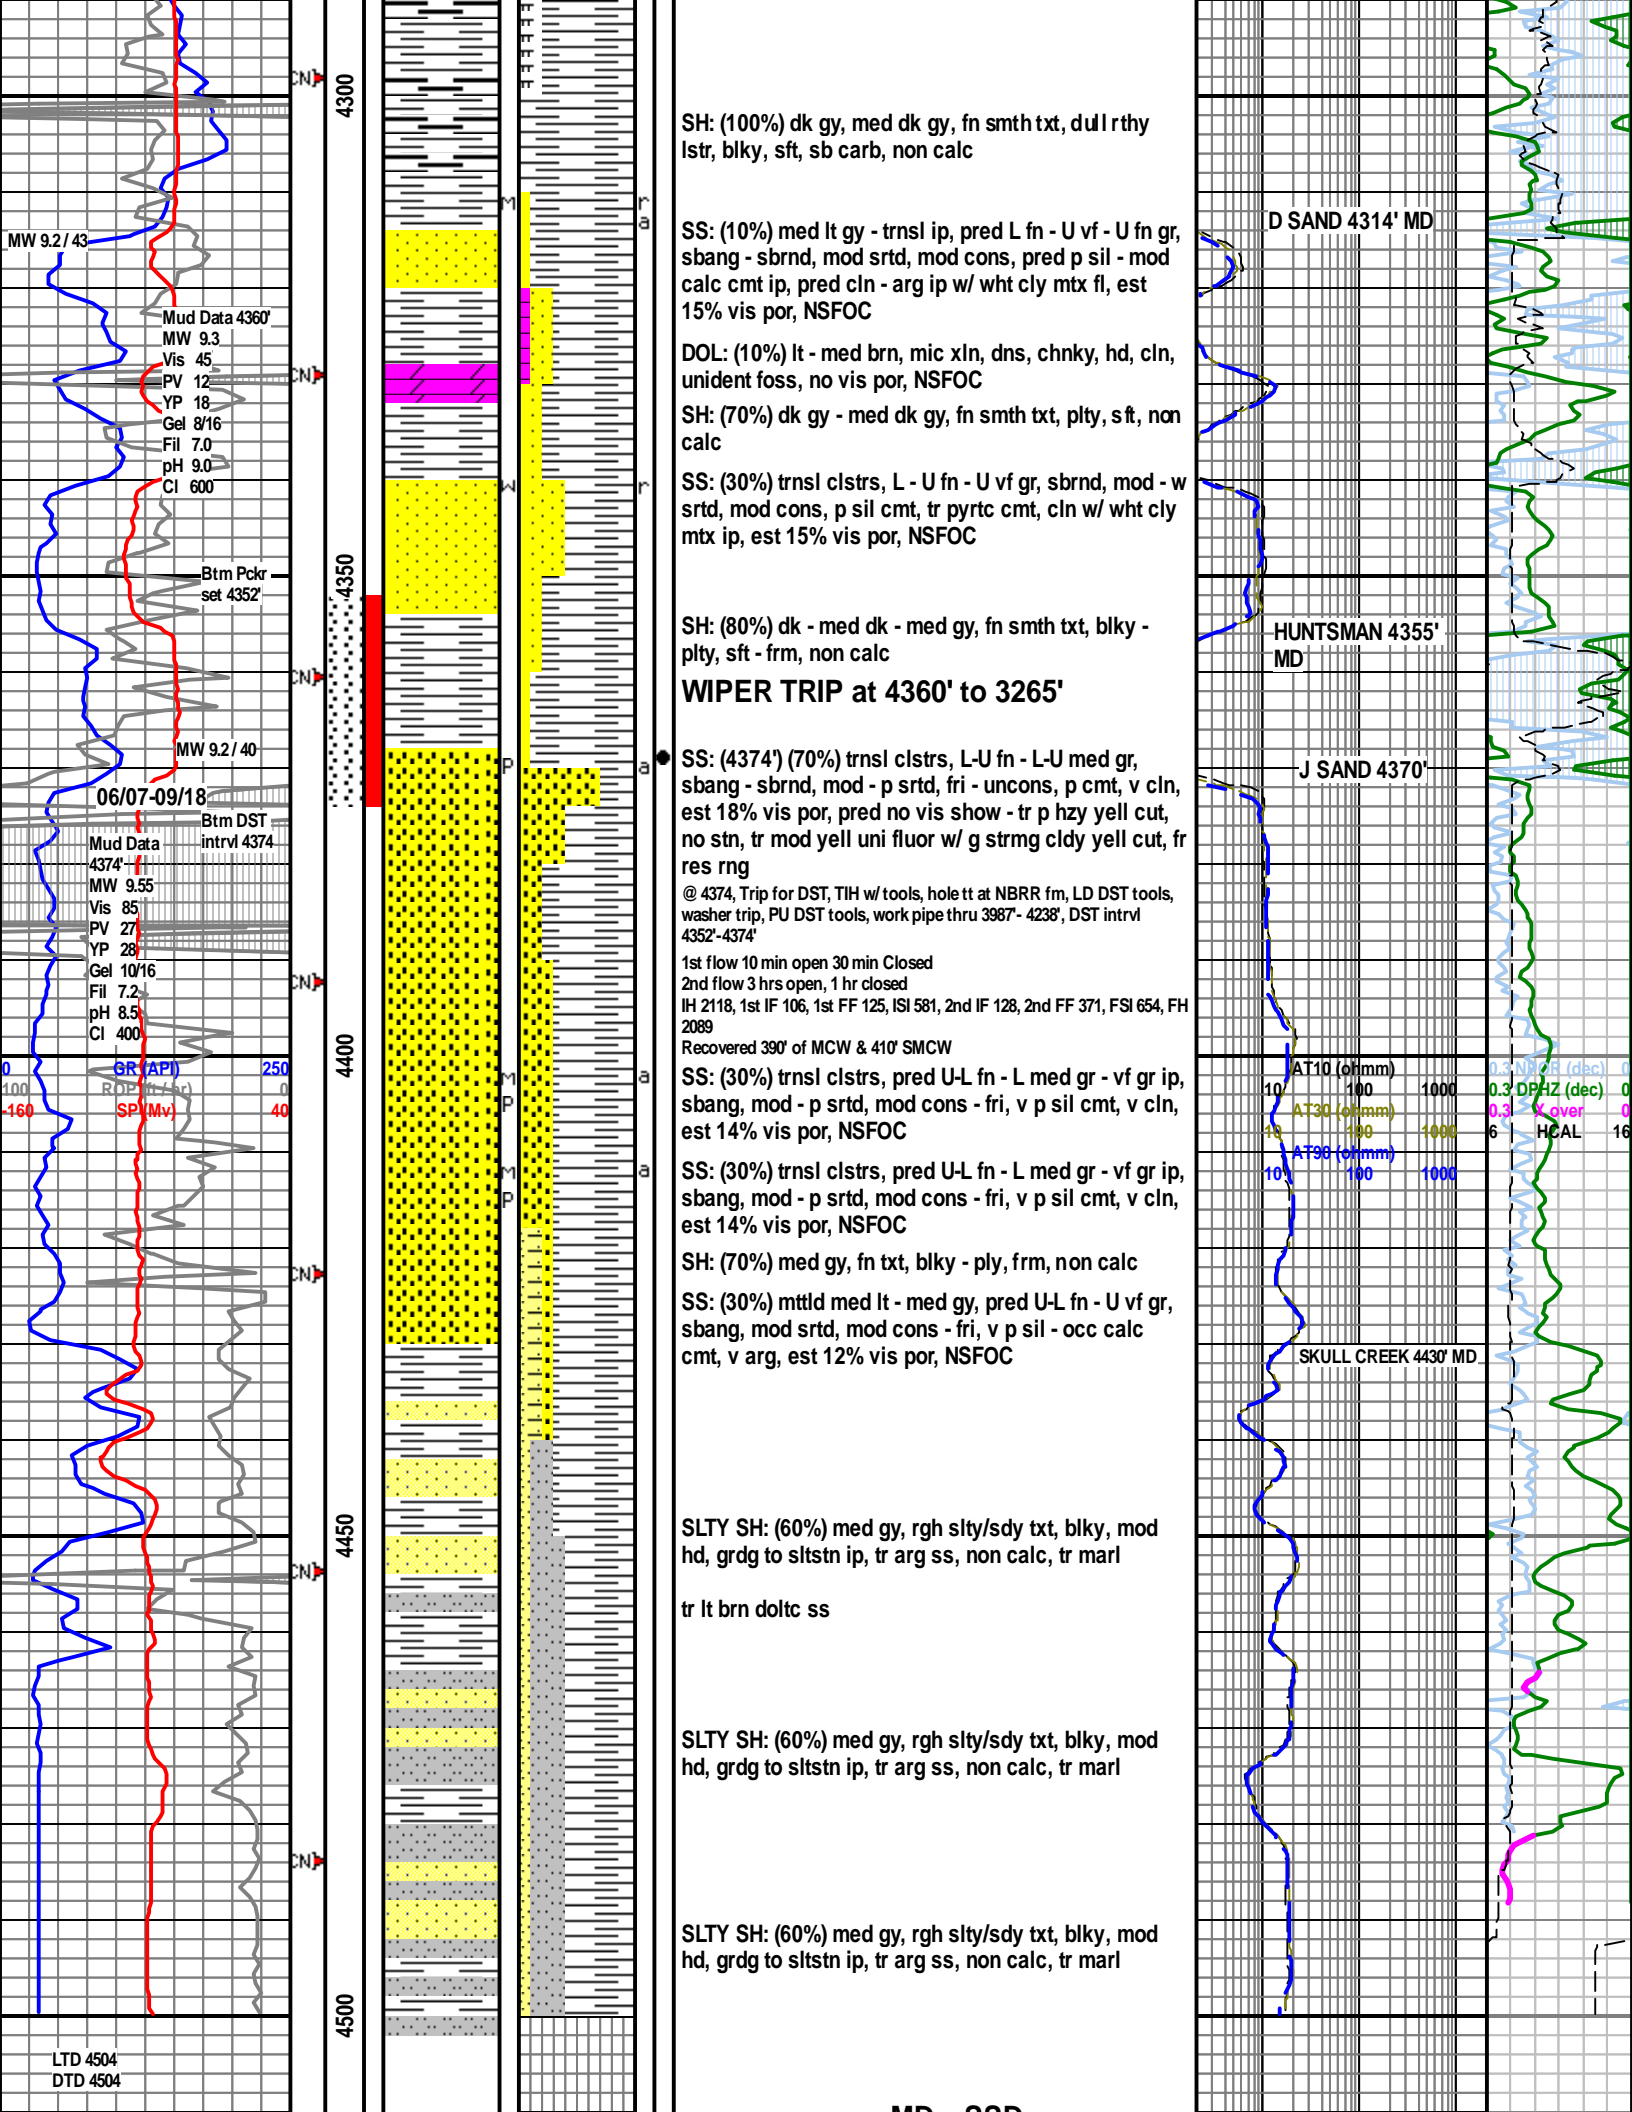 CN]
4300
SH: (100%) dk gy, med dk gy, fn smth txt, dull rthy
lstr, blky, sft, sb carb, non calc
M
r
a
D SAND 4314' MD
MW 9.2 / 43
SS: (10%) med lt gy - trnsl ip, pred L fn - U vf - U fn gr,
sbang - sbrnd, mod srtd, mod cons, pred p sil - mod
calc cmt ip, pred cln - arg ip w/ wht cly mtx fl, est
15% vis por, NSFOC
Mud Data 4360'
MW 9.3
Vis 45
PV 12
YP 18
Gel 8/16
Fil 7.0
pH 9.0
Cl 600
CN]
DOL: (10%) lt - med brn, mic xln, dns, chnky, hd, cln,
unident foss, no vis por, NSFOC
SH: (70%) dk gy - med dk gy, fn smth txt, plty, sft, non
calc
W
r
SS: (30%) trnsl clstrs, L - U fn - U vf gr, sbrnd, mod - w
srtd, mod cons, p sil cmt, tr pyrtc cmt, cln w/ wht cly
mtx ip, est 15% vis por, NSFOC
4350
Btm Pckr
set 4352'
SH: (80%) dk - med dk - med gy, fn smth txt, blky -
plty, sft - frm, non calc
HUNTSMAN 4355'
MD
CN]
WIPER TRIP at 4360' to 3265'
MW 9.2 / 40
P
a
SS: (4374') (70%) trnsl clstrs, L-U fn - L-U med gr,
sbang - sbrnd, mod - p srtd, fri - uncons, p cmt, v cln,
est 18% vis por, pred no vis show - tr p hzy yell cut,
no stn, tr mod yell uni fluor w/ g strmg cldy yell cut, fr
res rng
J SAND 4370'
06/07-09/18
Btm DST
intrvl 4374
Mud Data
4374'
MW 9.55
Vis 85
PV 27
YP 28
Gel 10/16
Fil 7.2
pH 8.5
Cl 400
@ 4374, Trip for DST, TIH w/ tools, hole tt at NBRR fm, LD DST tools,
washer trip, PU DST tools, work pipe thru 3987'- 4238', DST intrvl
4352'-4374'
1st flow 10 min open 30 min Closed
2nd flow 3 hrs open, 1 hr closed
IH 2118, 1st IF 106, 1st FF 125, ISI 581, 2nd IF 128, 2nd FF 371, FSI 654, FH
2089
Recovered 390' of MCW & 410' SMCW
CN]
4400
0 GR (API) 250
100 ROP (ft / hr) 0
-160 SP (Mv) 40
M
P
a
SS: (30%) trnsl clstrs, pred U-L fn - L med gr - vf gr ip,
sbang, mod - p srtd, mod cons - fri, v p sil cmt, v cln,
est 14% vis por, NSFOC
AT10 (ohmm)
10 100 1000
AT30 (ohmm)
10 100 1000
AT90 (ohmm)
10 100 1000
0.3 NPOR (dec) 0
0.3 DPHZ (dec) 0
0.3 X over 0
6 HCAL 16
M
P
a
SS: (30%) trnsl clstrs, pred U-L fn - L med gr - vf gr ip,
sbang, mod - p srtd, mod cons - fri, v p sil cmt, v cln,
est 14% vis por, NSFOC
CN]
SH: (70%) med gy, fn txt, blky - ply, frm, non calc
SS: (30%) mttld med lt - med gy, pred U-L fn - U vf gr,
sbang, mod srtd, mod cons - fri, v p sil - occ calc
cmt, v arg, est 12% vis por, NSFOC
SKULL CREEK 4430' MD
4450
SLTY SH: (60%) med gy, rgh slty/sdy txt, blky, mod
hd, grdg to sltstn ip, tr arg ss, non calc, tr marl
CN]
tr lt brn doltc ss
SLTY SH: (60%) med gy, rgh slty/sdy txt, blky, mod
hd, grdg to sltstn ip, tr arg ss, non calc, tr marl
CN]
SLTY SH: (60%) med gy, rgh slty/sdy txt, blky, mod
hd, grdg to sltstn ip, tr arg ss, non calc, tr marl
4500
LTD 4504
DTD 4504